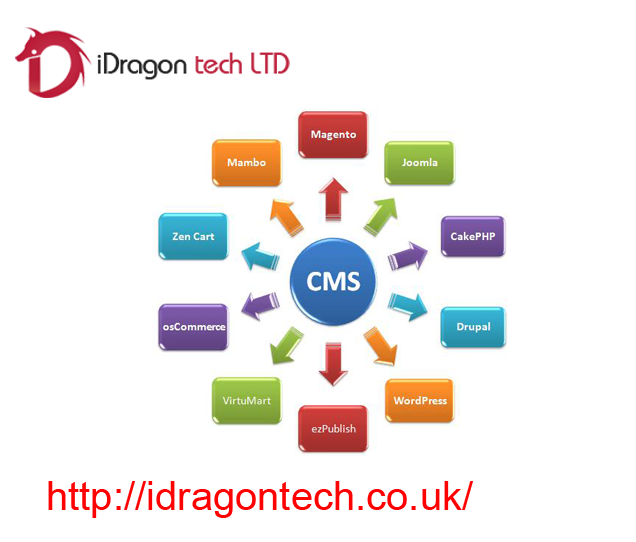 iDragon tech LTD
Magento
Mambo
Joomla
Zen Cart
CakePHP
CMS
osCommerce
Drupal
VirtuMart
WordPress
ezPublish
http://idragontech.co.uk/